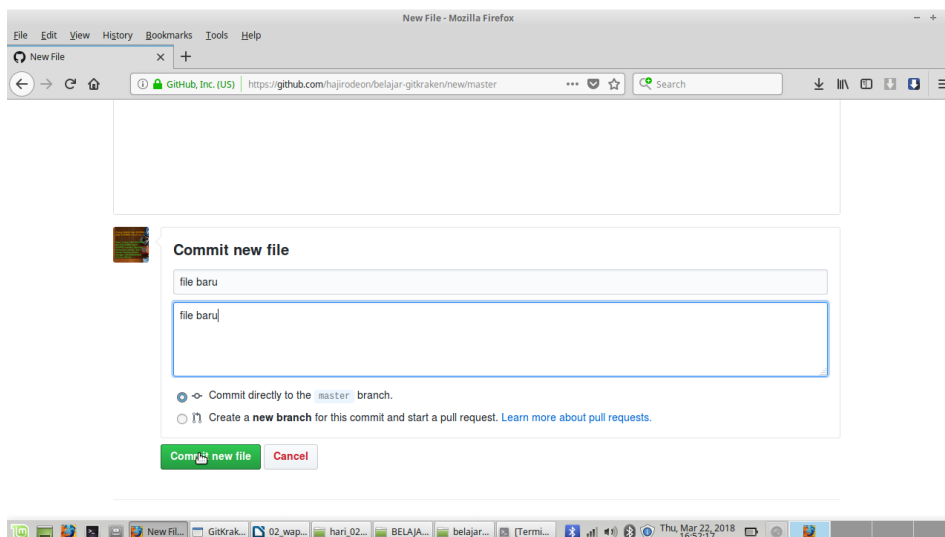 New File - Mozilla Firefox
File Edit View History Bookmarks Tools Help
New File
GitHub, Inc. (US) https://github.com/hajirodeon/belajar-gitkraken/new/master Search
Commit new file
file baru
file baru
Commit directly to the master branch.
Create a new branch for this commit and start a pull request. Learn more about pull requests.
Commit new file Cancel
New Fil... GitKrak... 02_wap... hari_02... BELAJA... belajar... [Termi... Thu, Mar 22, 2018
16:52:17